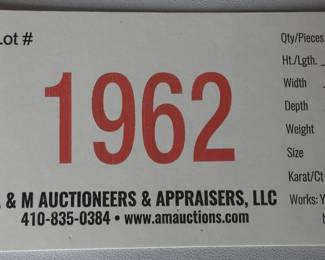 Lot #
1962
& M AUCTIONEERS & APPRAISERS, LLC
410-835-0384 • www.amauctions.com
Qty/Pieces
Ht./Lgth.
Width
Depth
Weight
Size
Karat/Ct
Works: Y